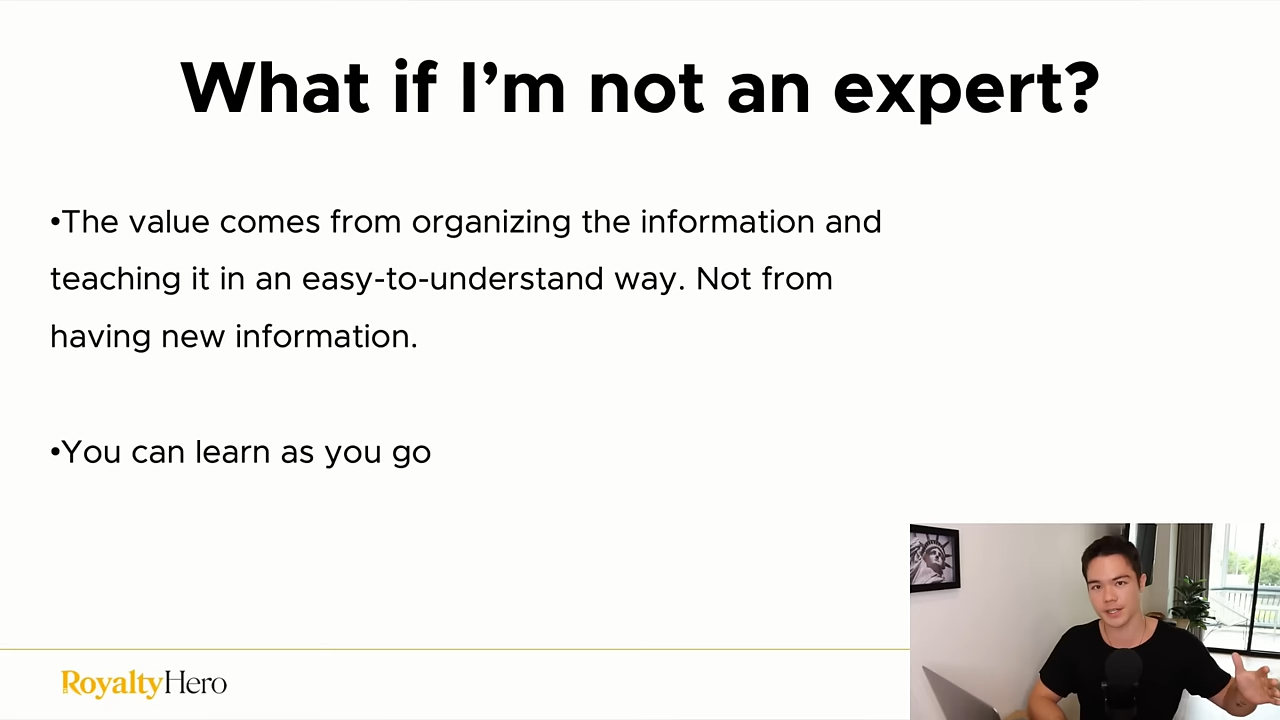 What if I’m not an expert?
•The value comes from organizing the information and
teaching it in an easy-to-understand way. Not from
having new information.
•You can learn as you go
RoyaltyHero